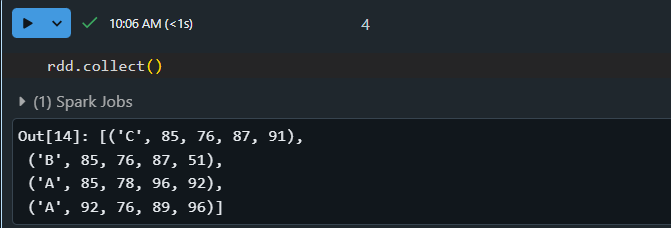 10:06 AM (<1s)
4
rdd.collect()
(1) Spark Jobs
Out[14]: [('C', 85, 76, 87, 91),
('B', 85, 76, 87, 51),
('A', 85, 78, 96, 92),
('A', 92, 76, 89, 96)]